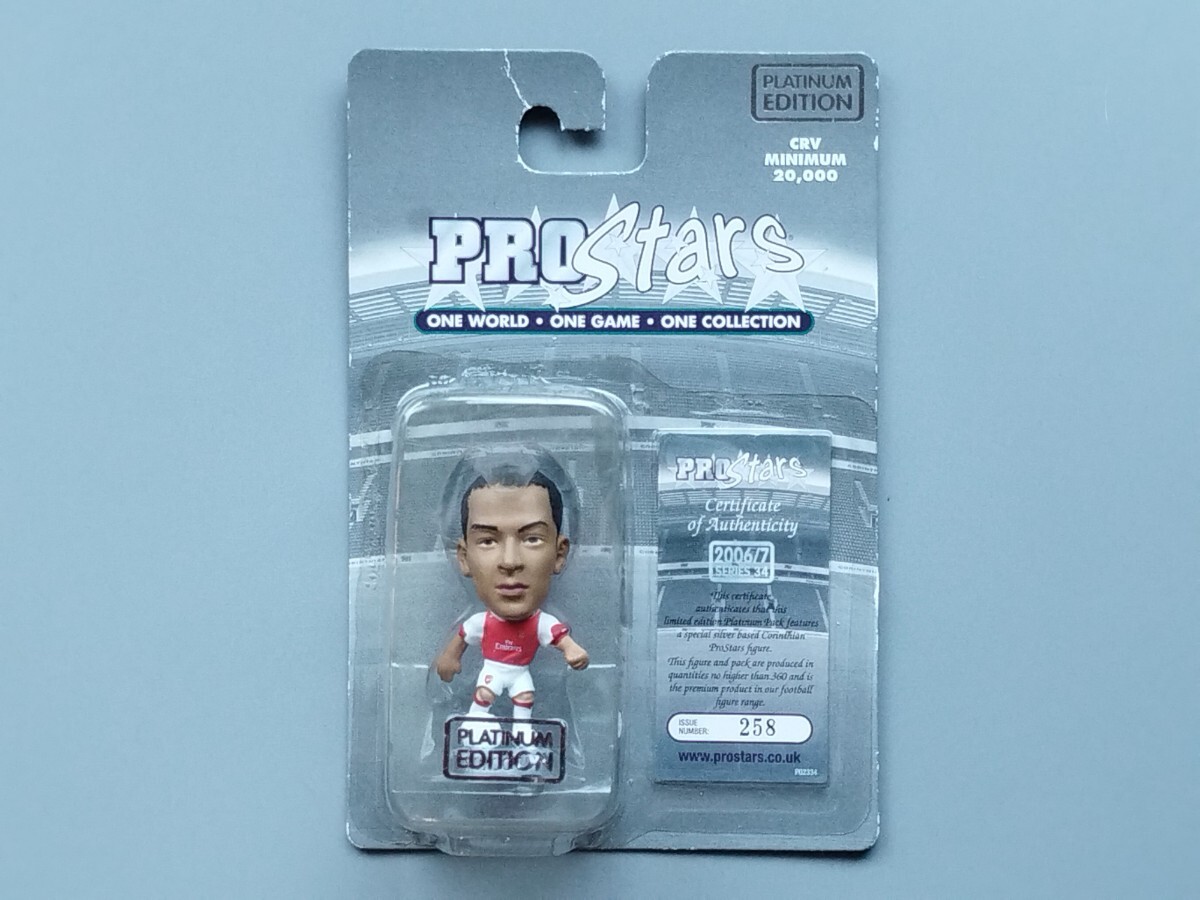 PLATINUM
EDITION
CRV
MINIMUM
20,000
PROStars
ONE WORLD • ONE GAME • ONE COLLECTION
PROStars
Certificate
of Authenticity
2006/7
SERIES 34
"This certificate
authenticates that this
limited edition Platinum Pack features
a special silver based Corinthian
ProStars figure.
This figure and pack are produced in
quantities no higher than 360 and is
the premium product in our football
figure range.
ISSUE
NUMBER: 258
www.prostars.co.uk
PG2334
Fly
Emirates
PLATINUM
EDITION